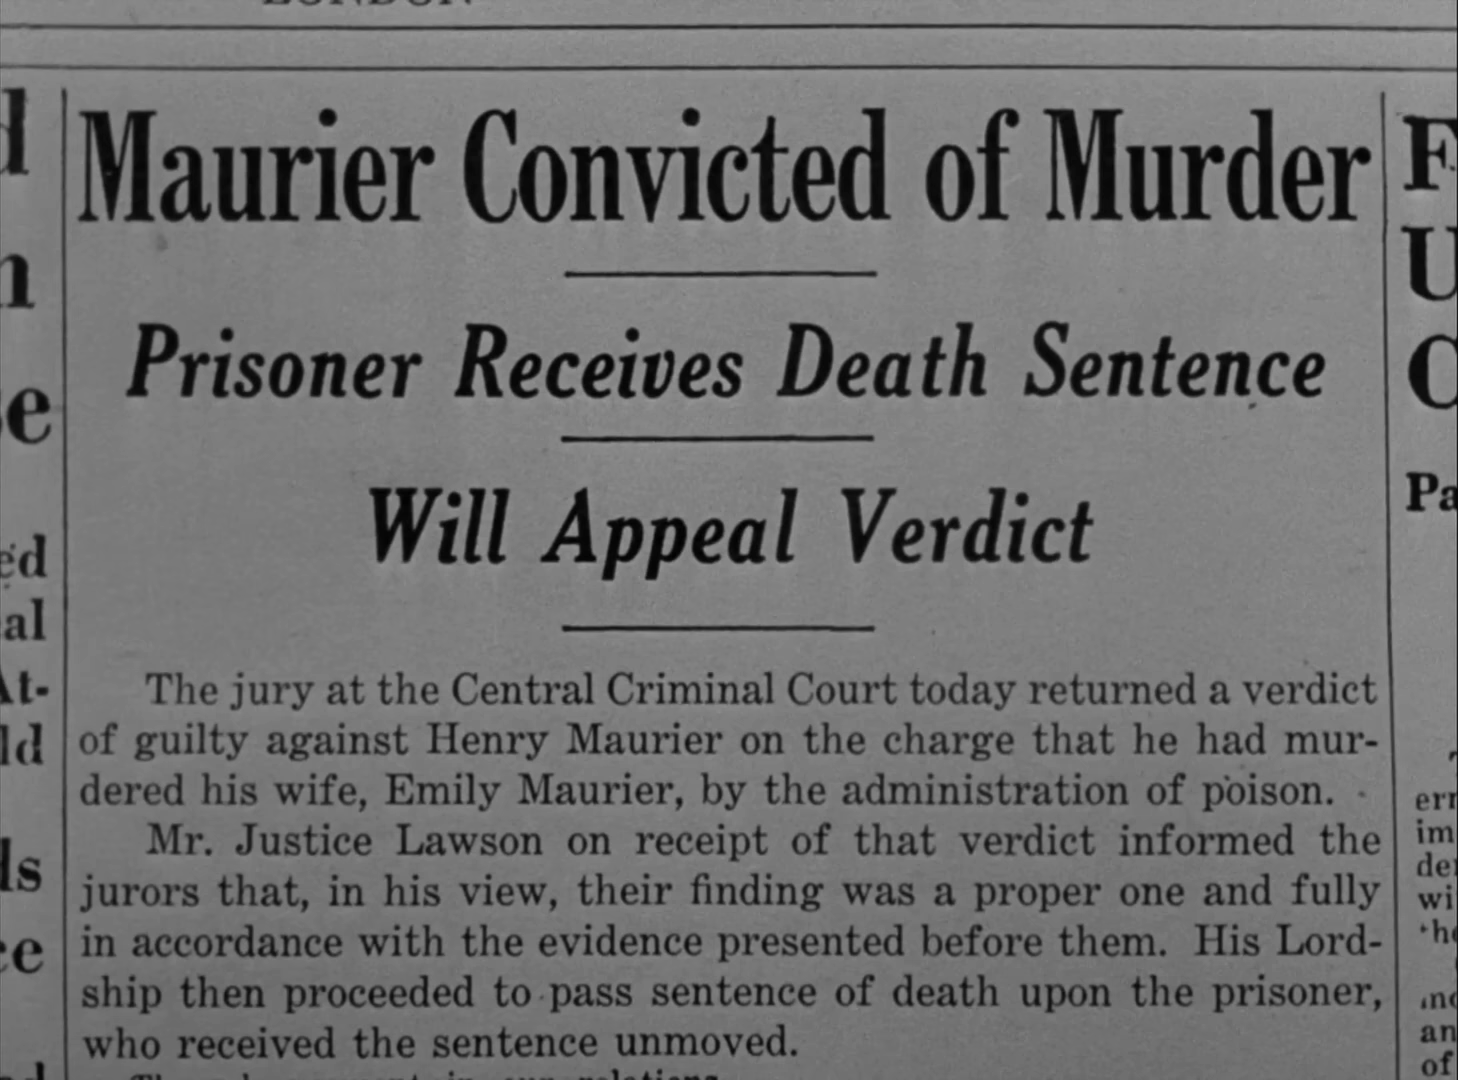 LONDON
Maurier Convicted of Murder
Prisoner Receives Death Sentence
Will Appeal Verdict
The jury at the Central Criminal Court today returned a verdict
of guilty against Henry Maurier on the charge that he had mur-
dered his wife, Emily Maurier, by the administration of poison.
Mr. Justice Lawson on receipt of that verdict informed the
jurors that, in his view, their finding was a proper one and fully
in accordance with the evidence presented before them. His Lord-
ship then proceeded to pass sentence of death upon the prisoner,
who received the sentence unmoved.